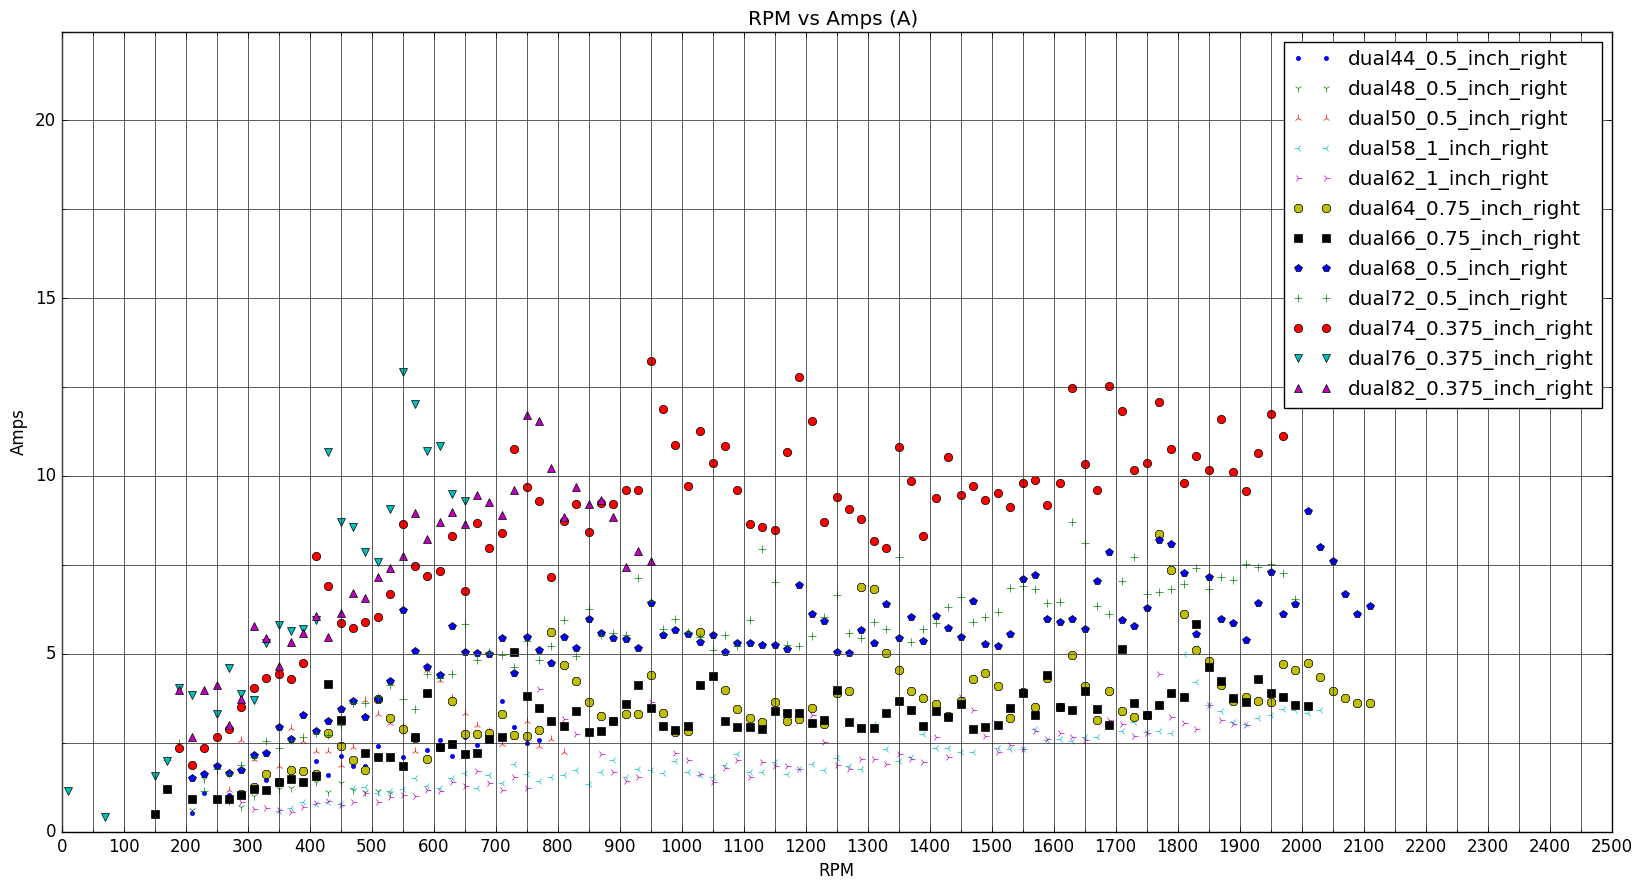 RPM vs Amps (A)
dual44_0.5_inch_right
dual48_0.5_inch_right
dual50_0.5_inch_right
dual58_1_inch_right
dual62_1_inch_right
dual64_0.75_inch_right
dual66_0.75_inch_right
dual68_0.5_inch_right
dual72_0.5_inch_right
dual74_0.375_inch_right
dual76_0.375_inch_right
dual82_0.375_inch_right
20
15
10
5
0
Amps
0 100 200 300 400 500 600 700 800 900 1000 1100 1200 1300 1400 1500 1600 1700 1800 1900 2000 2100 2200 2300 2400 2500
RPM